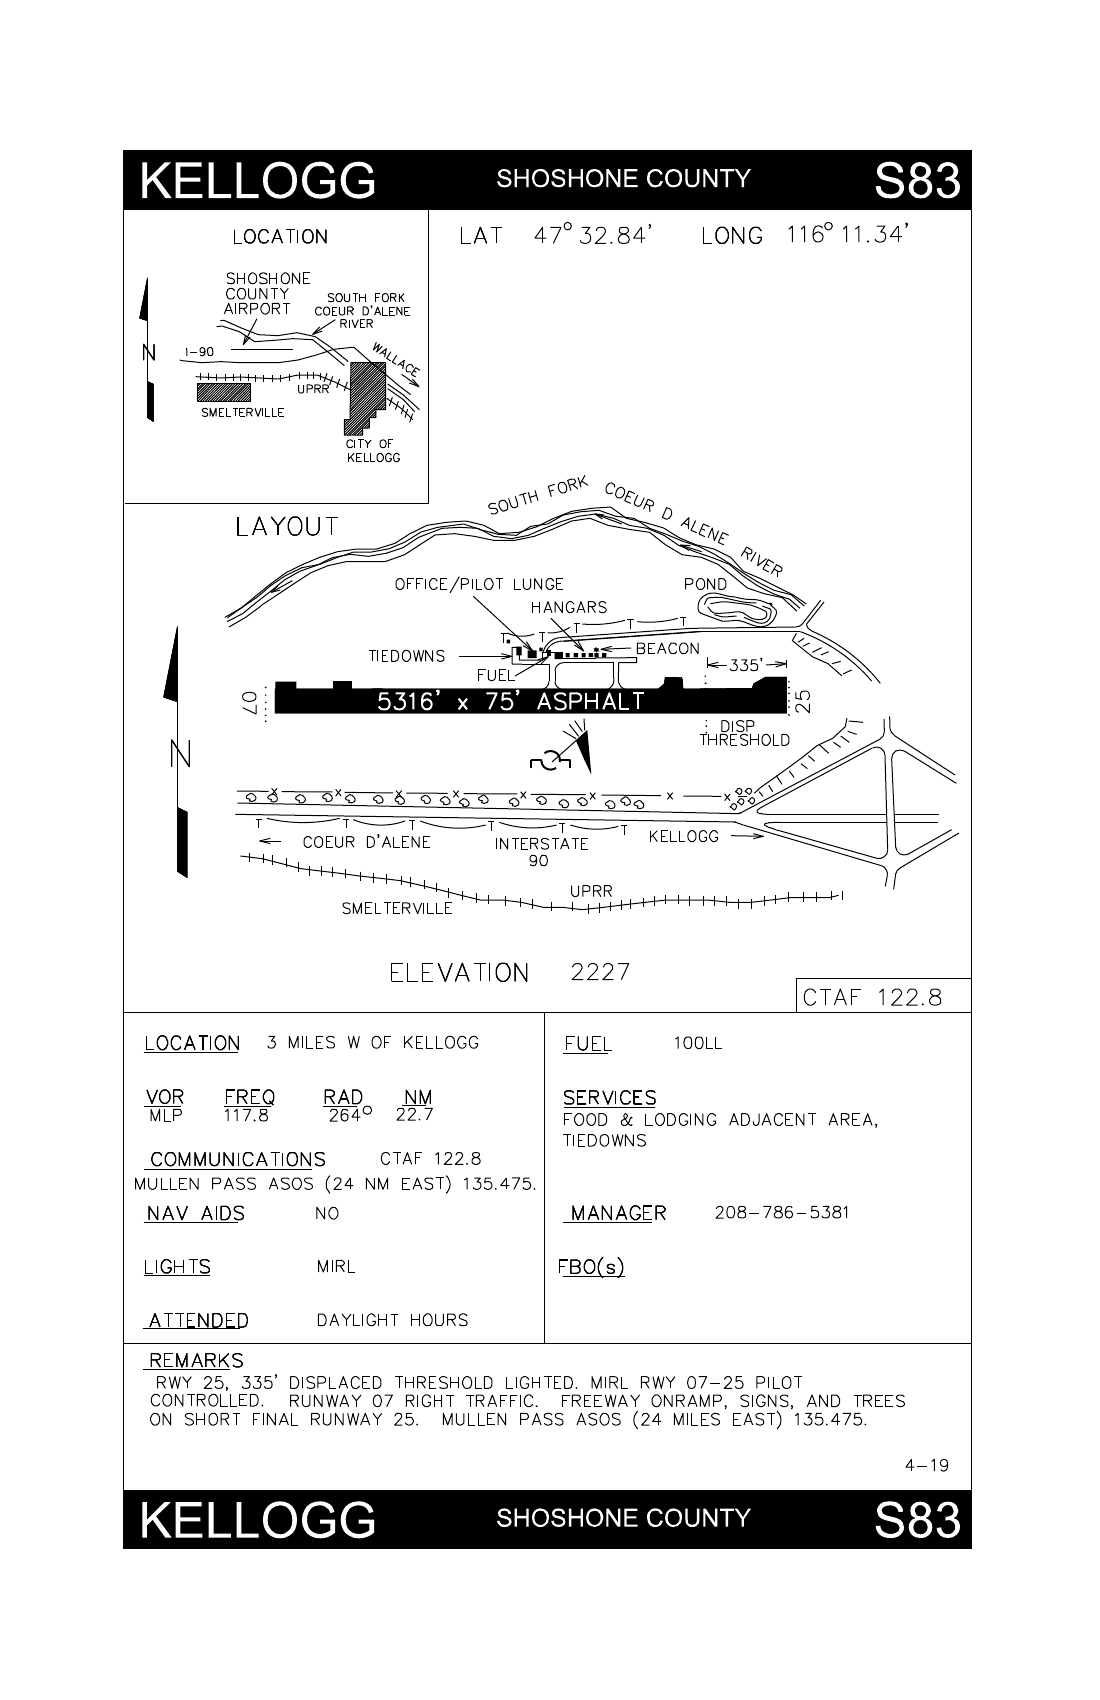 KELLOGG SHOSHONE COUNTY S83
LOCATION
LAT 47° 32.84' LONG 116° 11.34'
SHOSHONE
COUNTY
AIRPORT
SOUTH FORK
COEUR D'ALENE
RIVER
N
I-90
WALLACE
UPRR
SMELTERVILLE
CITY OF
KELLOGG
LAYOUT
SOUTH FORK COEUR D ALENE RIVER
OFFICE/PILOT LUNGE
POND
HANGARS
TIEDOWNS
BEACON
FUEL
335'
07
5316' x 75' ASPHALT
25
DISP
THRESHOLD
N
COEUR D'ALENE
INTERSTATE
90
KELLOGG
UPRR
SMELTERVILLE
ELEVATION 2227
CTAF 122.8
LOCATION 3 MILES W OF KELLOGG
VOR FREQ RAD NM
MLP 117.8 264° 22.7
COMMUNICATIONS CTAF 122.8
MULLEN PASS ASOS (24 NM EAST) 135.475.
NAV AIDS NO
LIGHTS MIRL
ATTENDED DAYLIGHT HOURS
FUEL 100LL
SERVICES
FOOD & LODGING ADJACENT AREA,
TIEDOWNS
MANAGER 208-786-5381
FBO(s)
REMARKS
RWY 25, 335' DISPLACED THRESHOLD LIGHTED. MIRL RWY 07-25 PILOT
CONTROLLED. RUNWAY 07 RIGHT TRAFFIC. FREEWAY ONRAMP, SIGNS, AND TREES
ON SHORT FINAL RUNWAY 25. MULLEN PASS ASOS (24 MILES EAST) 135.475.
4-19
KELLOGG SHOSHONE COUNTY S83